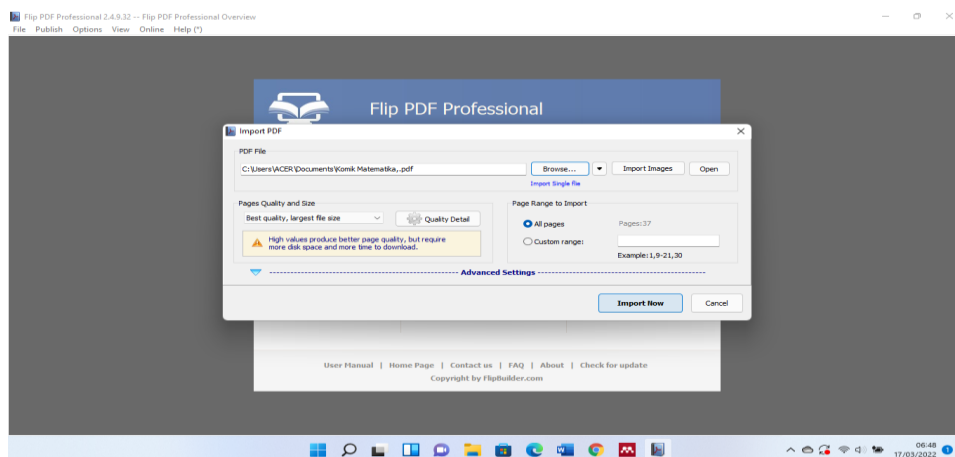 Flip PDF Professional 2.4.9.32 -- Flip PDF Professional Overview
File Publish Options View Online Help (*)
Flip PDF Professional
Import PDF
PDF File
C:\Users\ACER\Documents\Komik Matematika,.pdf
Browse...
Import Images
Open
Import Single file
Pages Quality and Size
Best quality, largest file size
Quality Detail
High values produce better page quality, but require
more disk space and more time to download.
Page Range to Import
All pages
Pages:37
Custom range:
Example:1,9-21,30
Advanced Settings
Import Now
Cancel
User Manual | Home Page | Contact us | FAQ | About | Check for update
Copyright by FlipBuilder.com
06:48
17/03/2022
1